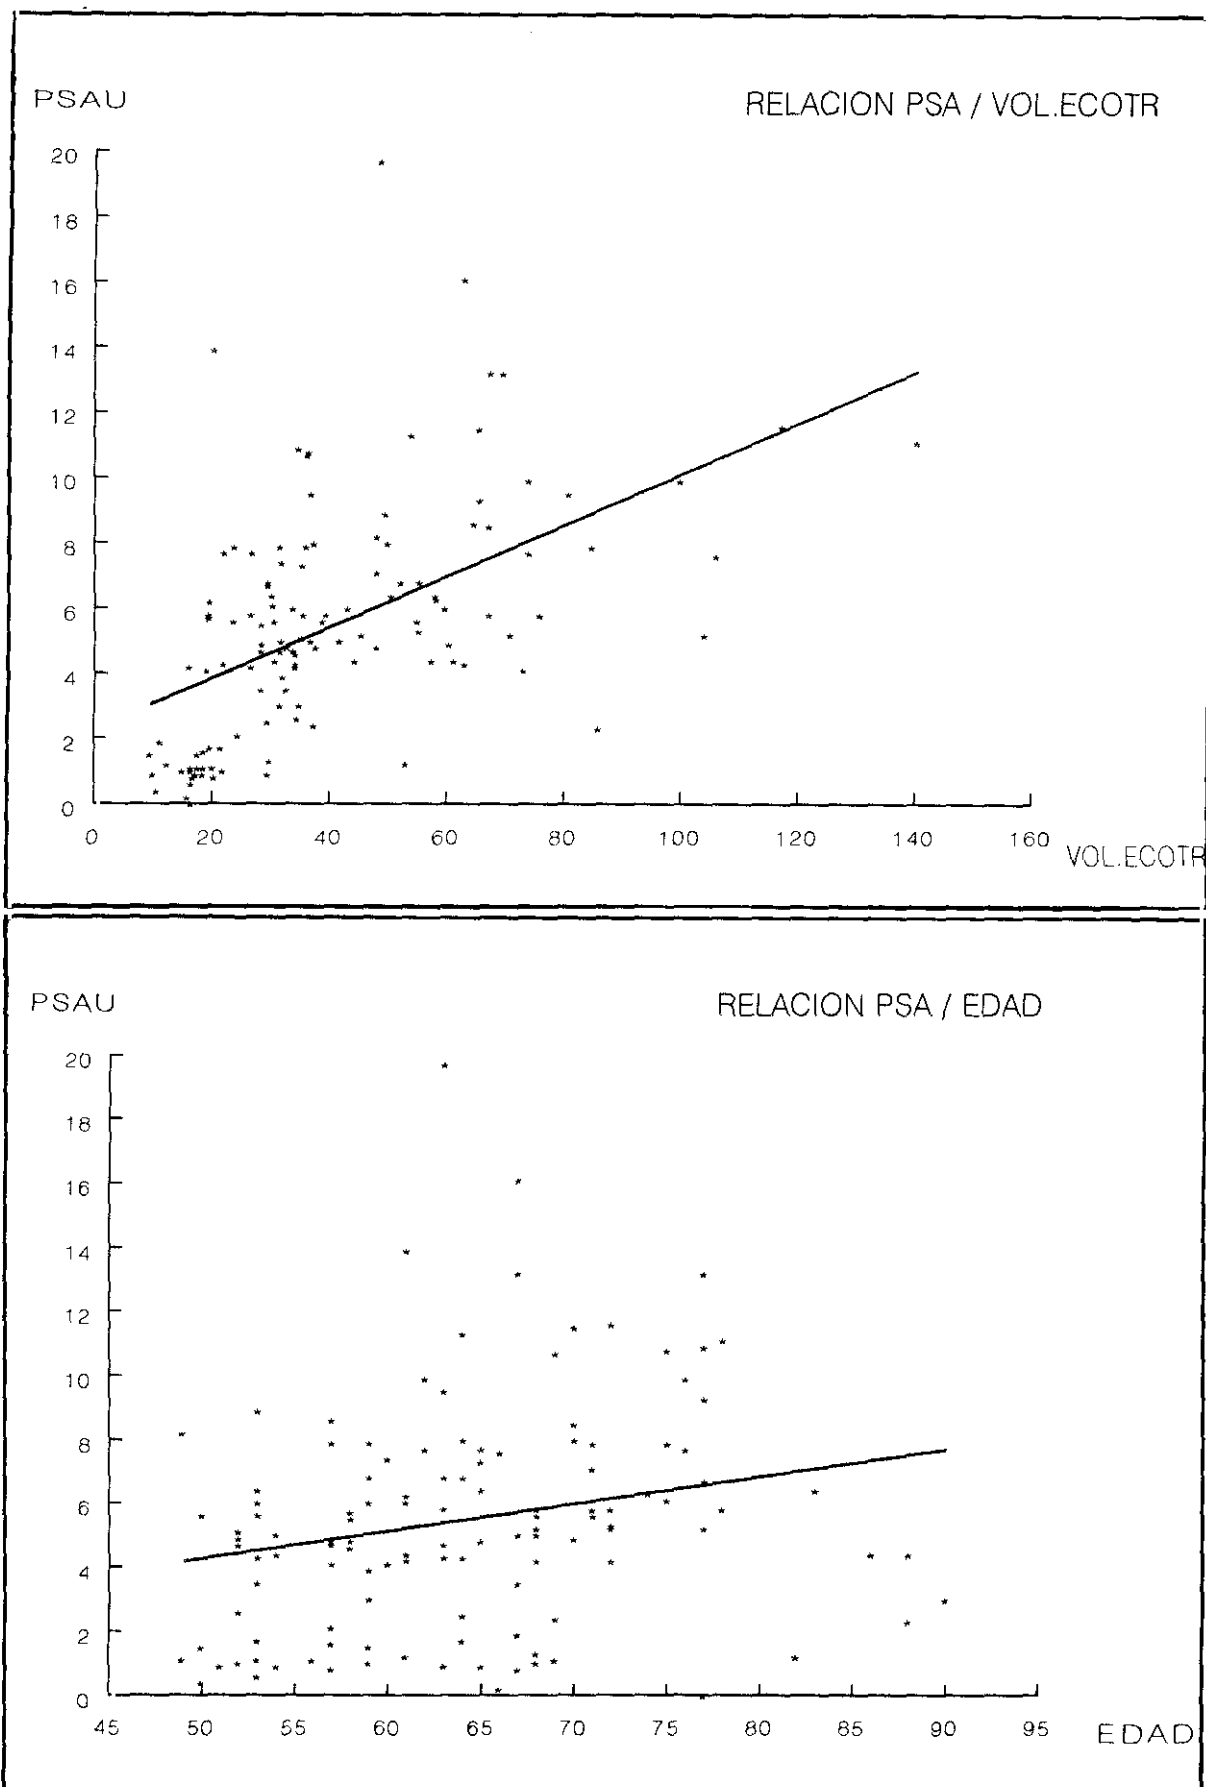 PSAU
RELACION PSA / VOL.ECOTR
20
18
16
14
12
10
8
6
4
2
0
0 20 40 60 80 100 120 140 160
VOL.ECOTR
PSAU
RELACION PSA / EDAD
20
18
16
14
12
10
8
6
4
2
0
45 50 55 60 65 70 75 80 85 90 95
EDAD